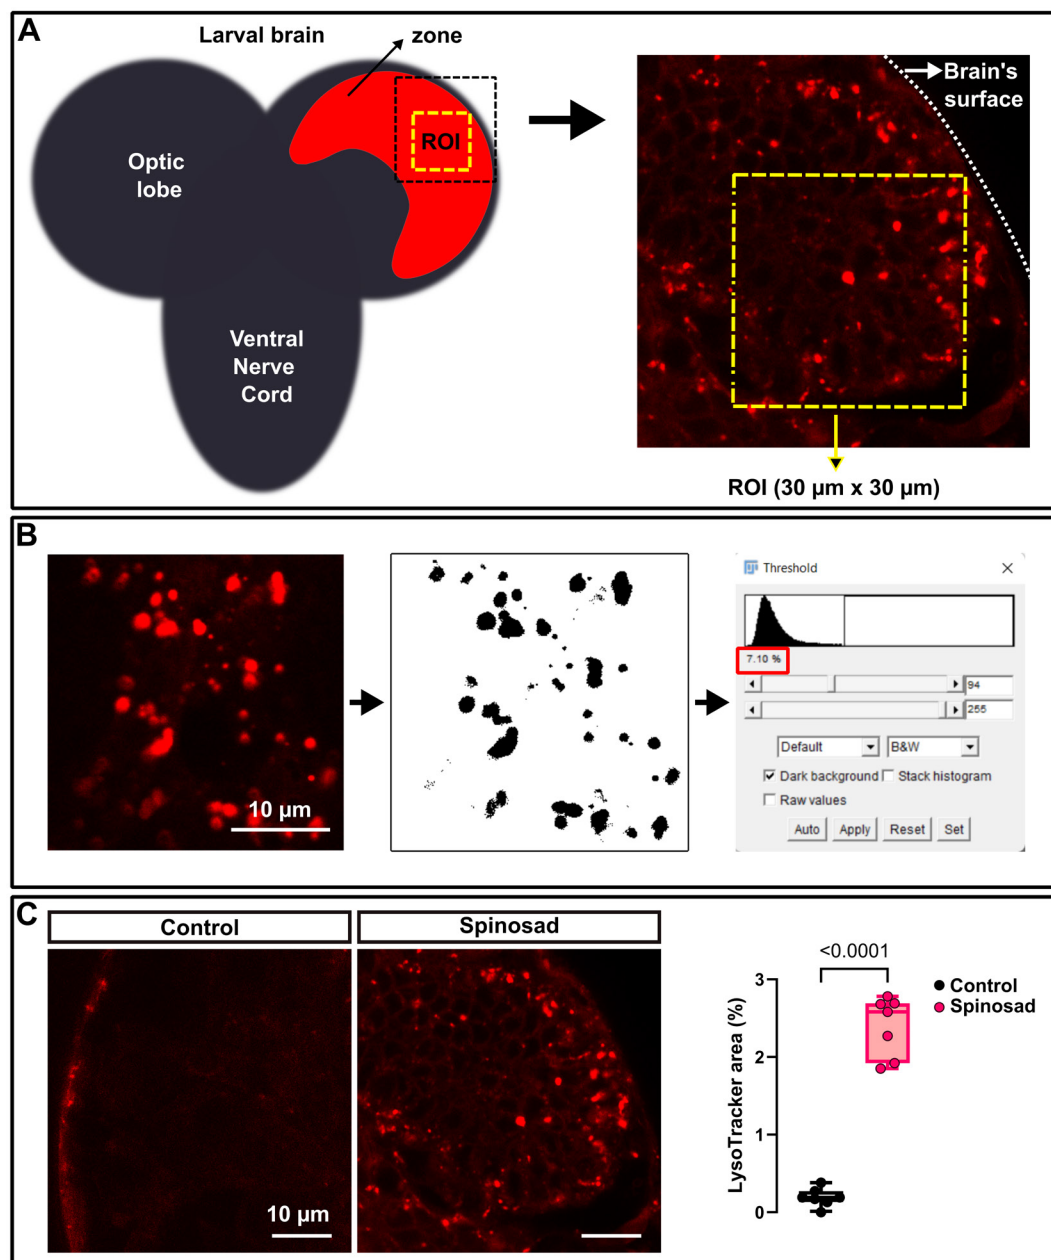 A
Larval brain
zone
ROI
Optic
lobe
Ventral
Nerve
Cord
Brain's
surface
ROI (30 µm x 30 µm)
B
10 µm
Threshold
7.10 %
94
255
Default
B&W
Dark background
Stack histogram
Raw values
Auto
Apply
Reset
Set
C
Control
Spinosad
10 µm
<0.0001
Control
Spinosad
LysoTracker area (%)
3
2
1
0